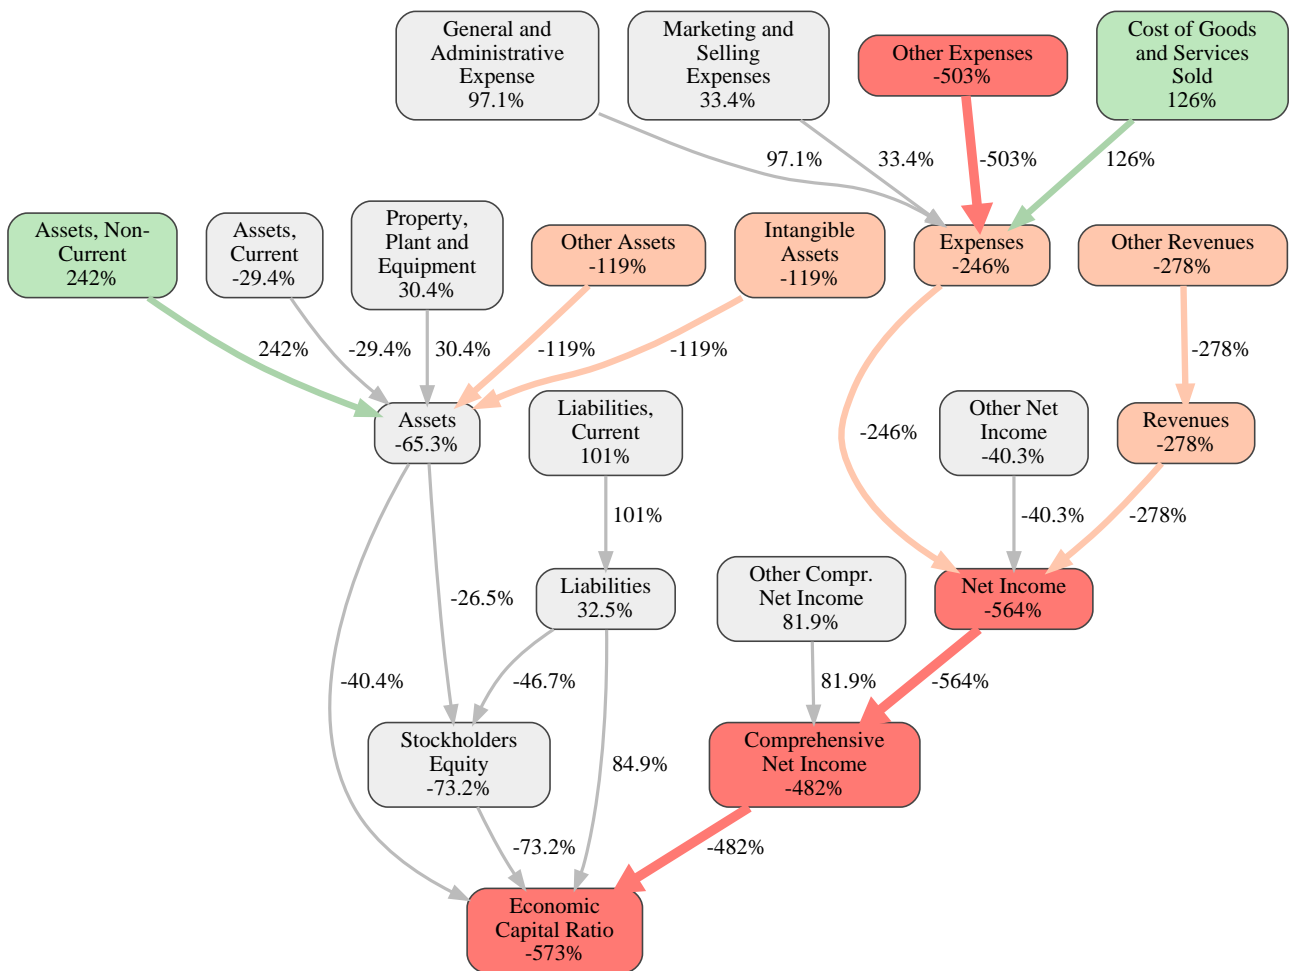 General and
Administrative
Expense
97.1%
Marketing and
Selling
Expenses
33.4%
Other Expenses
-503%
Cost of Goods
and Services
Sold
126%
97.1%
33.4%
-503%
126%
Assets, Non-
Current
242%
Assets,
Current
-29.4%
Property,
Plant and
Equipment
30.4%
Other Assets
-119%
Intangible
Assets
-119%
Expenses
-246%
Other Revenues
-278%
242%
-29.4%
30.4%
-119%
-119%
-278%
Assets
-65.3%
Liabilities,
Current
101%
-246%
Other Net
Income
-40.3%
Revenues
-278%
101%
-40.3%
-278%
-26.5%
Liabilities
32.5%
Other Compr.
Net Income
81.9%
Net Income
-564%
-40.4%
-46.7%
81.9%
-564%
Stockholders
Equity
-73.2%
84.9%
Comprehensive
Net Income
-482%
-73.2%
-482%
Economic
Capital Ratio
-573%